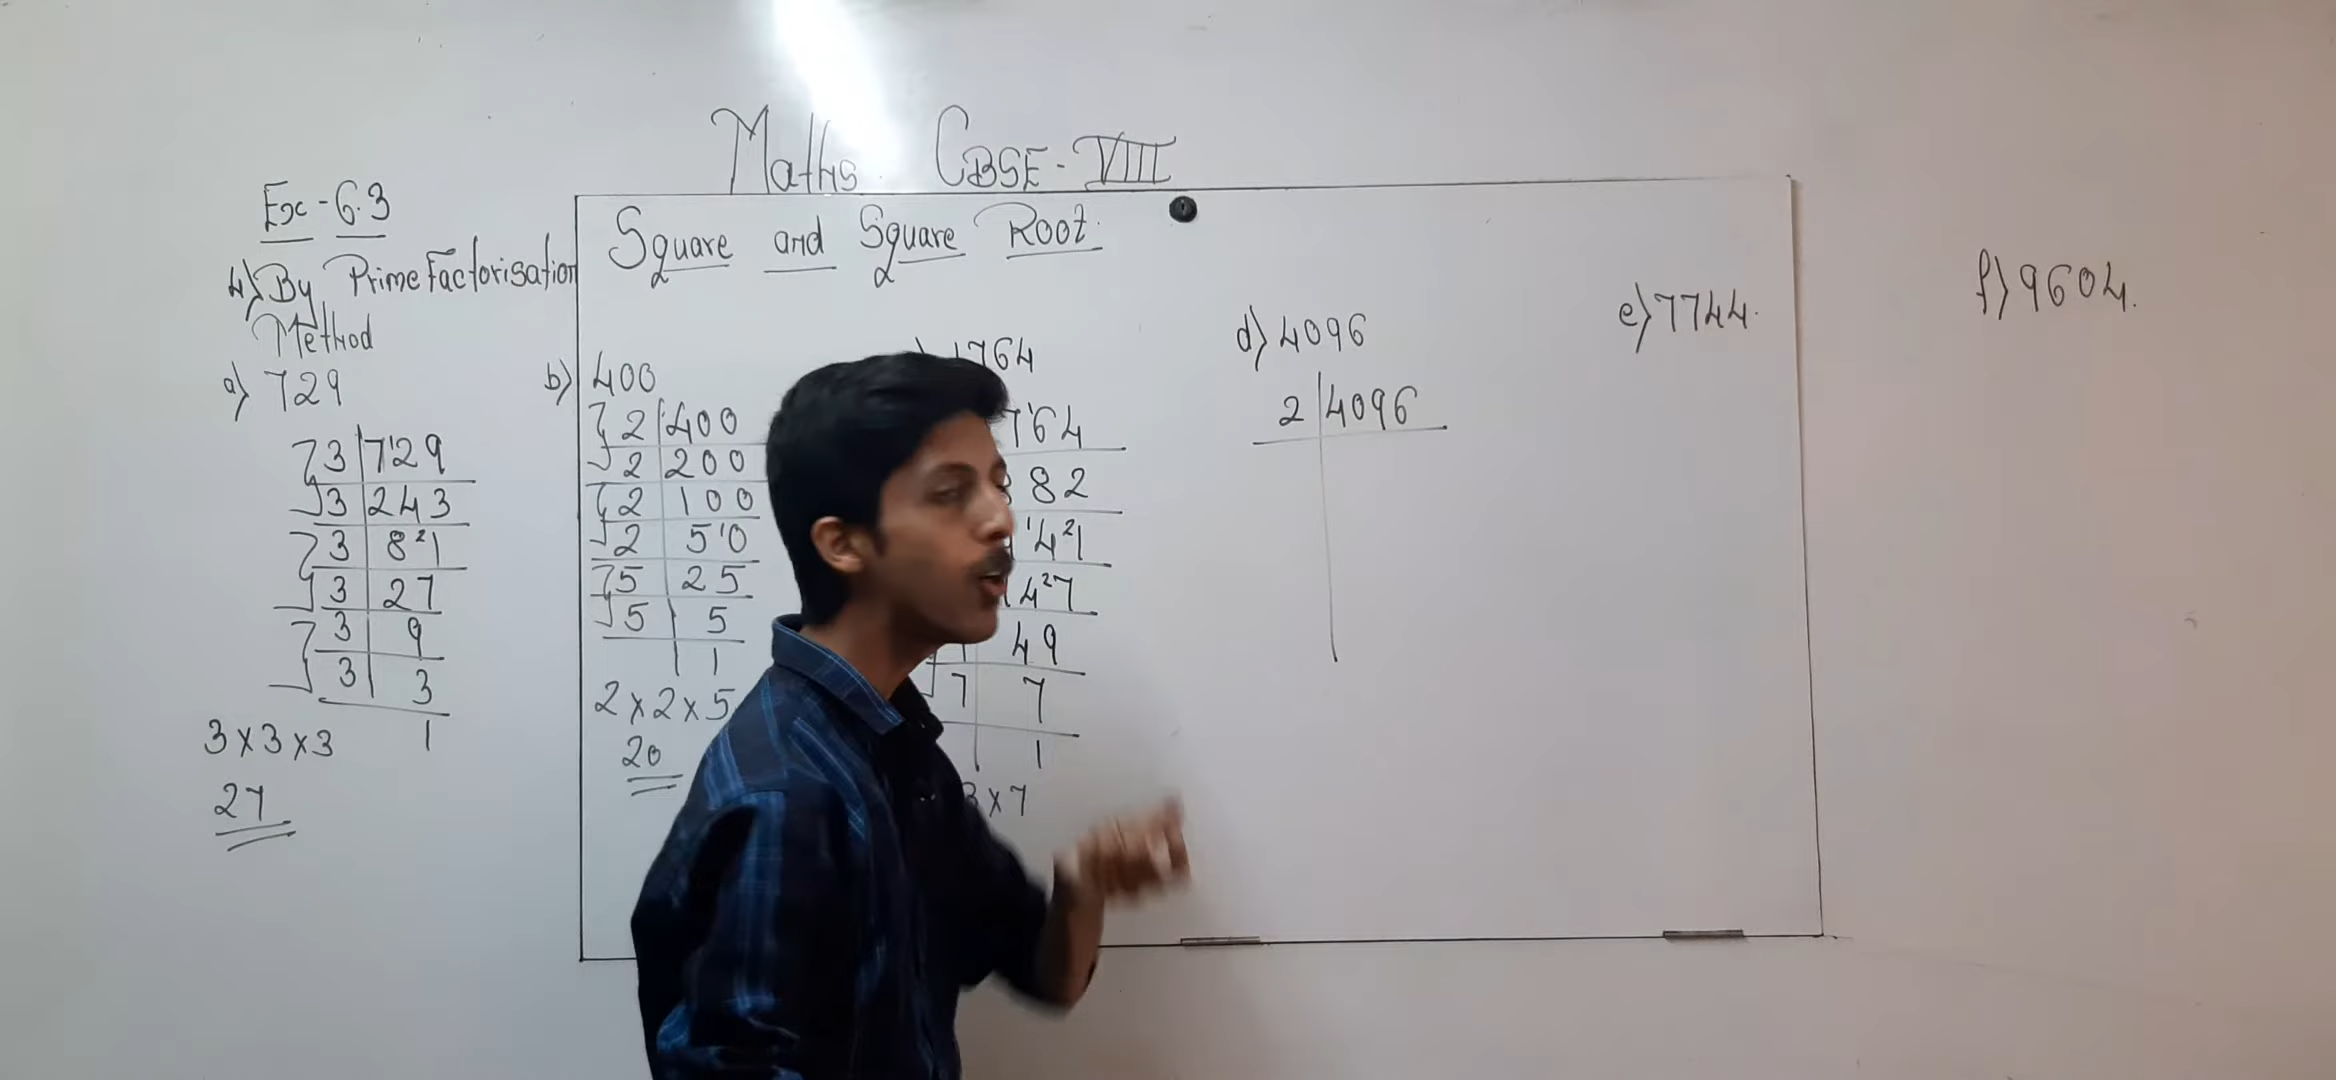 Maths CBSE-VIII
Exc-6.3
Square and Square Root.
4) By Prime Factorisation
Method
a) 729
3 729
3 243
3 81
3 27
3 9
3 3
1
3x3x3
27
b) 400
2 400
2 200
2 100
2 50
5 25
5 5
1
2x2x5
20
1764
764
82
41
147
49
7 7
1
3x7
d) 4096
2 4096
e) 7744.
f) 9604.